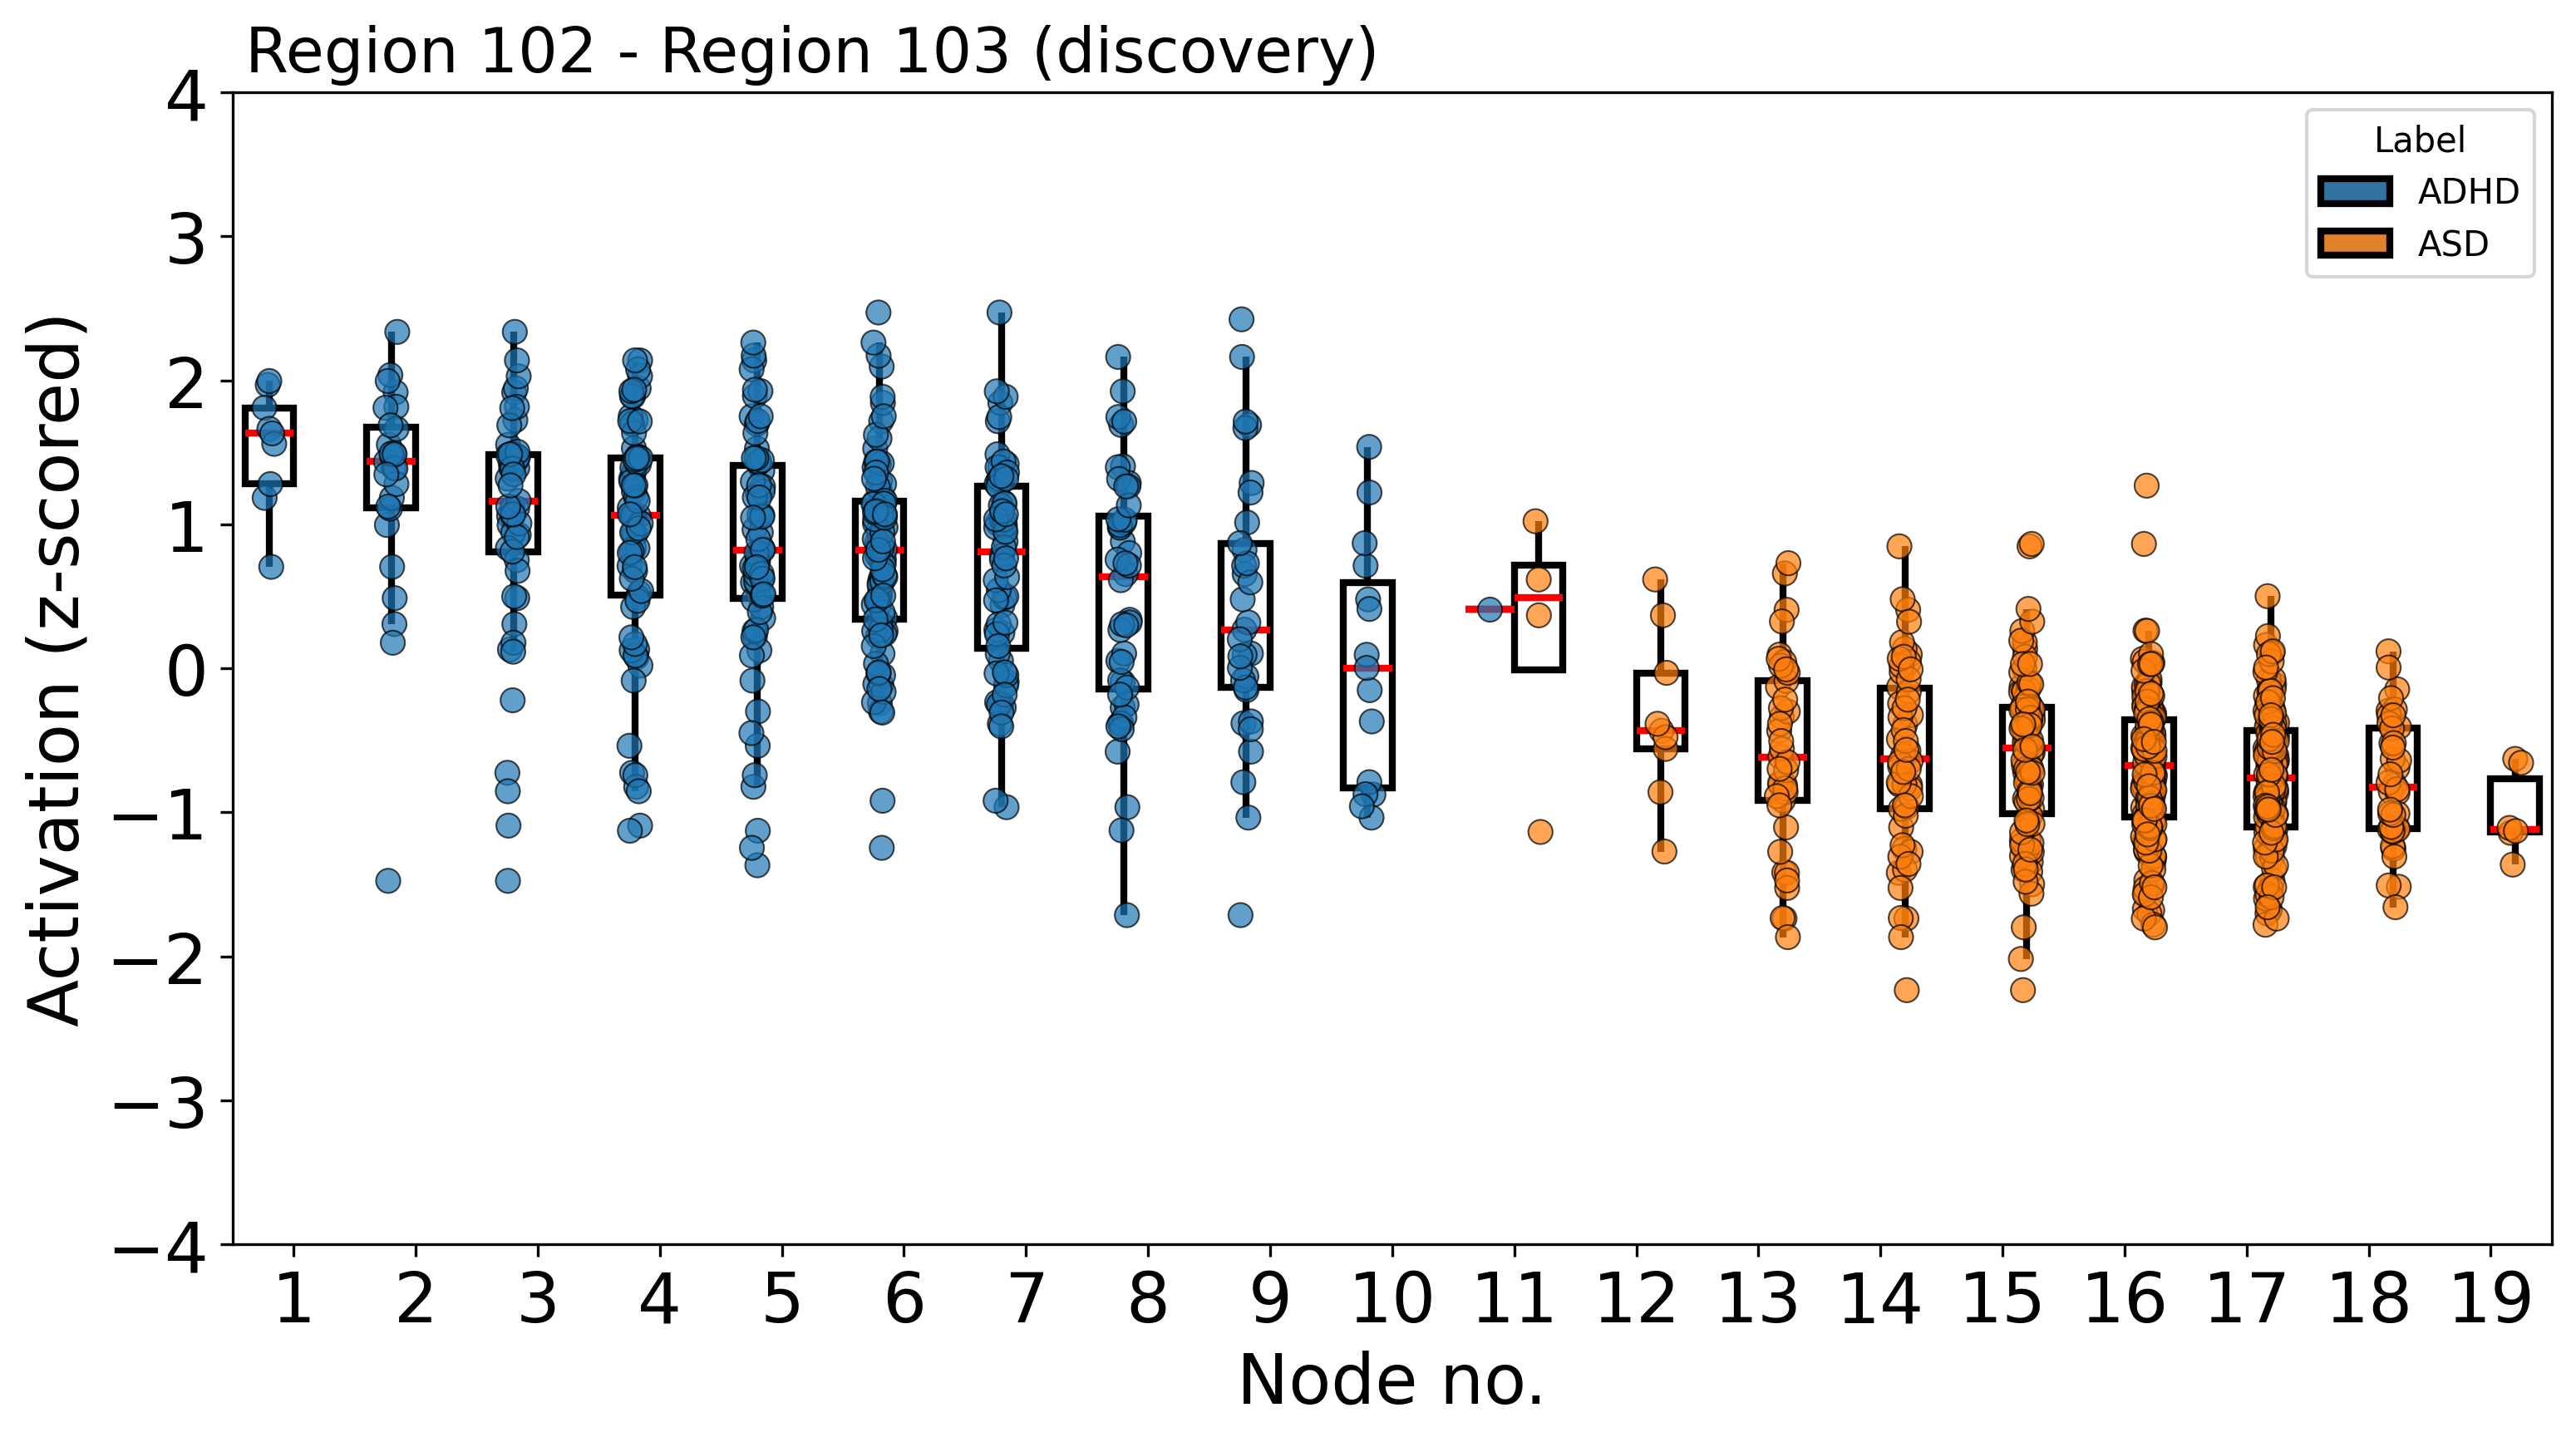 Region 102 - Region 103 (discovery)
4
3
2
1
0
−1
−2
−3
−4
Activation (z-scored)
Label
ADHD
ASD
1 2 3 4 5 6 7 8 9 10 11 12 13 14 15 16 17 18 19
Node no.